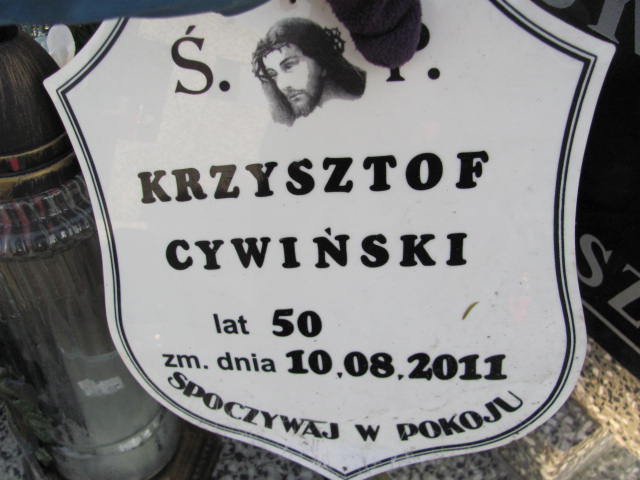 Ś. P.
KRZYSZTOF
CYWIŃSKI
lat 50
zm. dnia 10.08.2011
SPOCZYWAJ W POKOJU